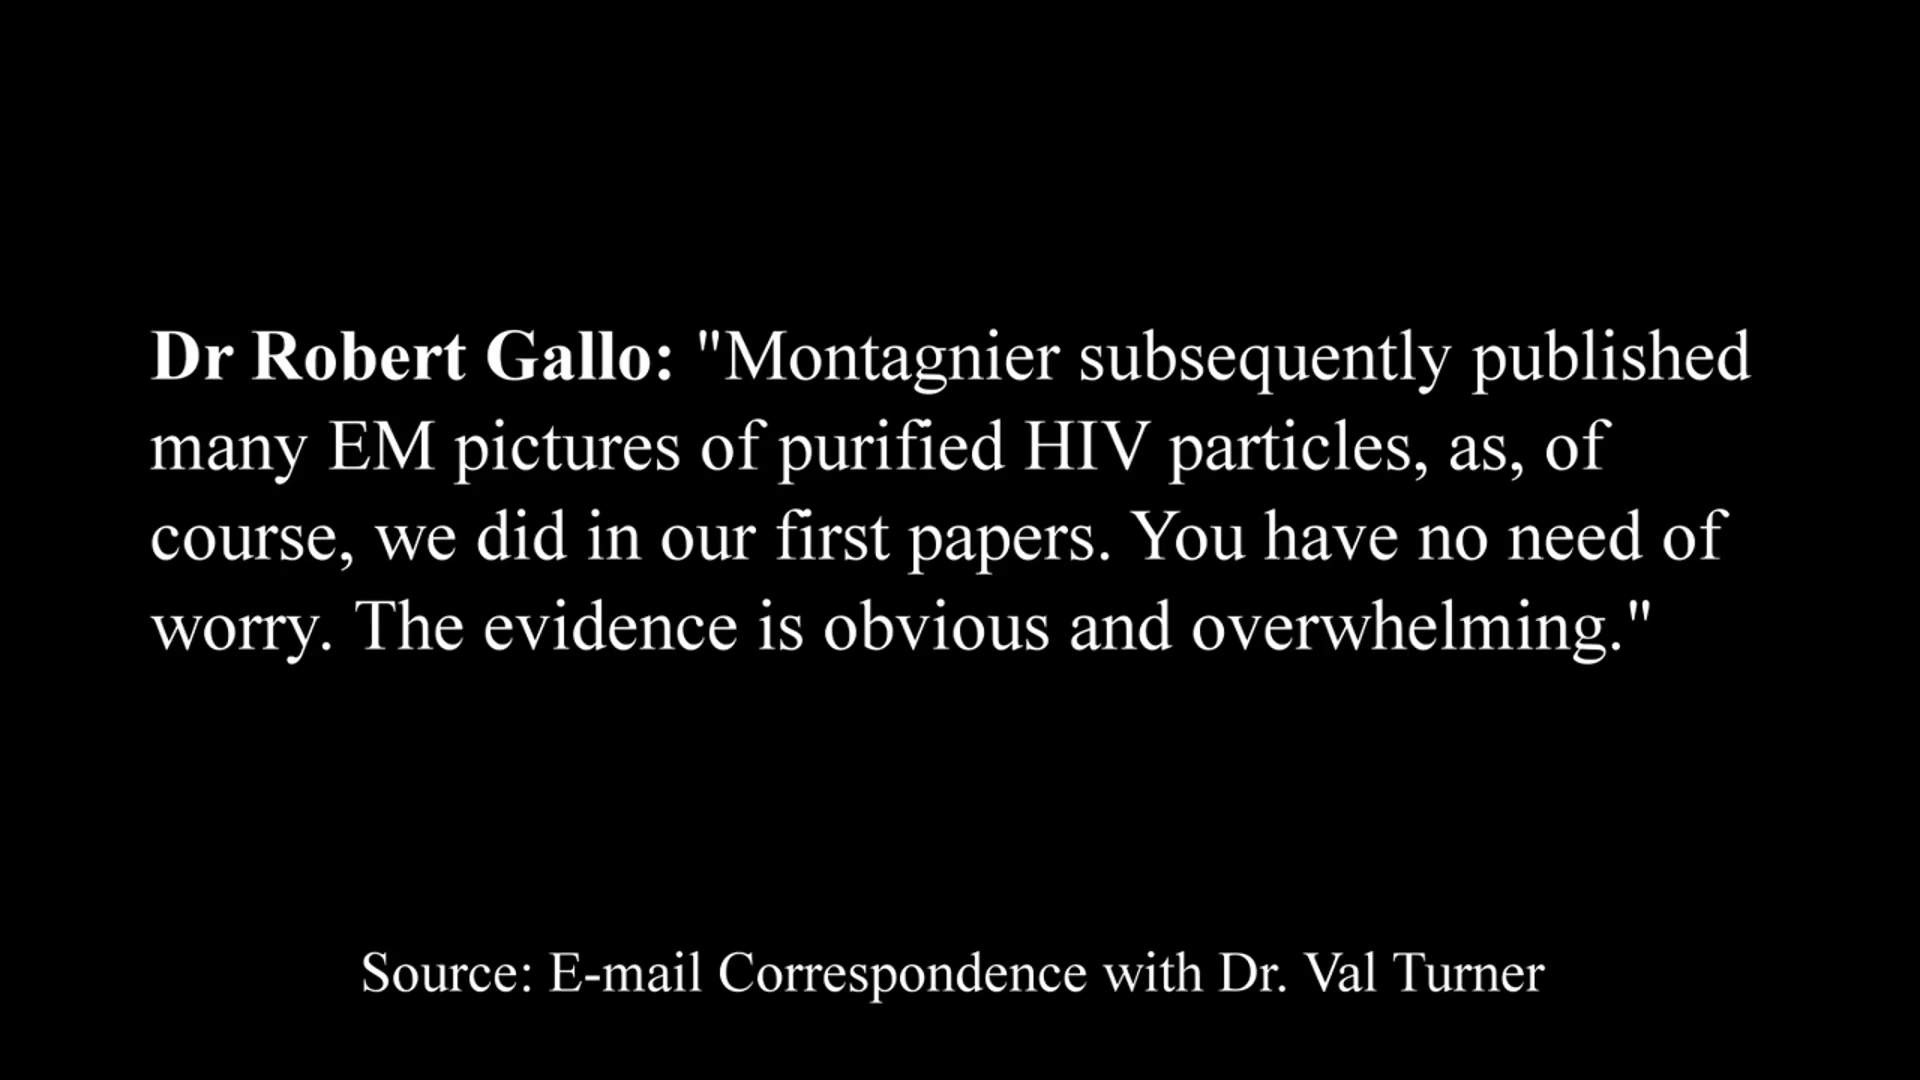 Dr Robert Gallo: "Montagnier subsequently published
many EM pictures of purified HIV particles, as, of
course, we did in our first papers. You have no need of
worry. The evidence is obvious and overwhelming."
Source: E-mail Correspondence with Dr. Val Turner